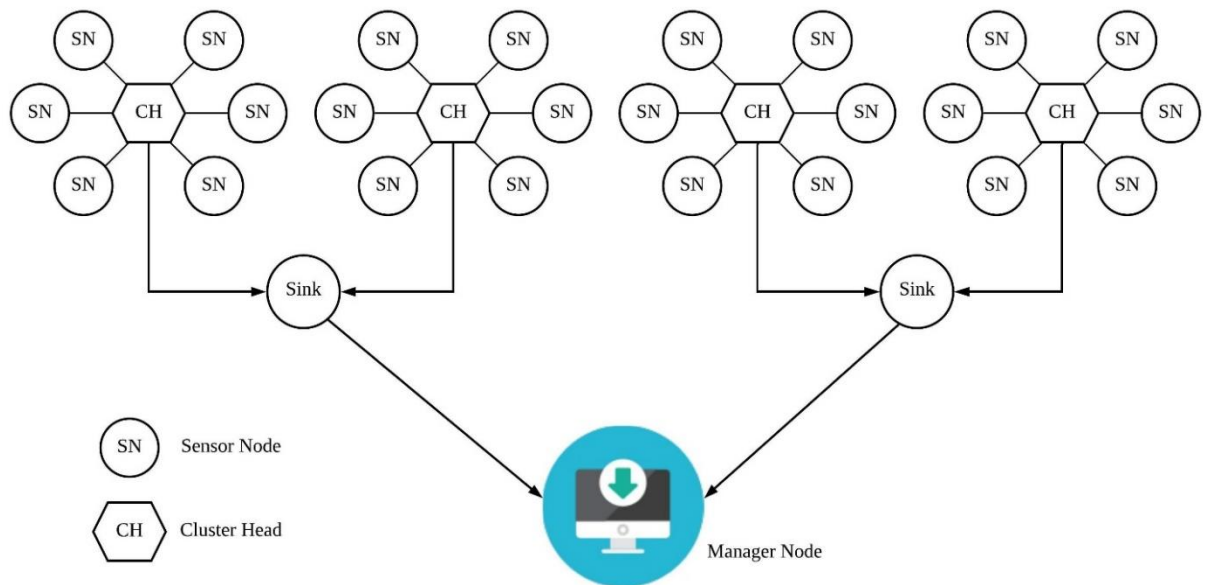 SN SN SN SN SN SN SN SN
SN CH SN SN CH SN SN CH SN SN CH SN
SN SN SN SN SN SN SN SN
Sink Sink
SN Sensor Node
CH Cluster Head
Manager Node